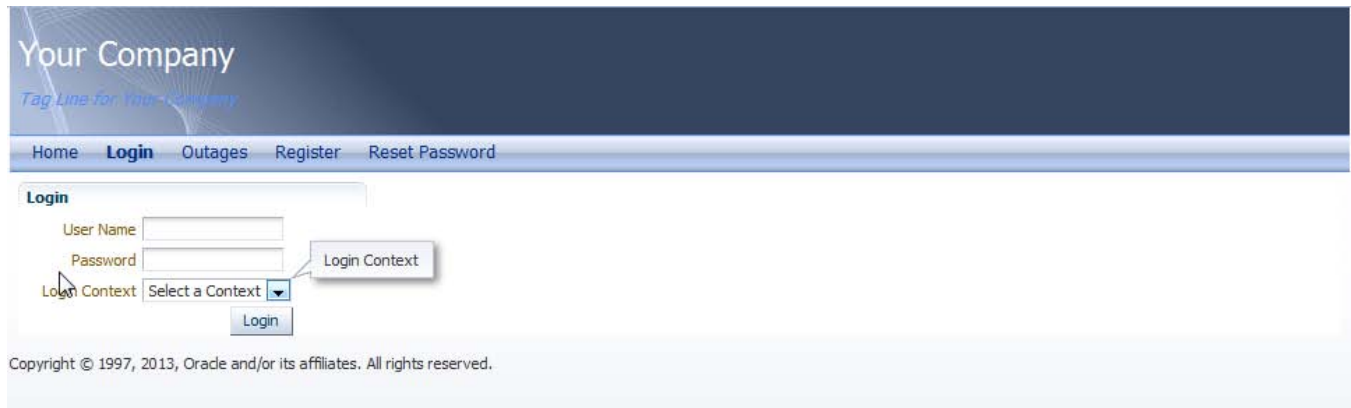 Your Company
Tag Line for Your Company
Home Login Outages Register Reset Password
Login
User Name
Password
Login Context
Login Context Select a Context
Login
Copyright © 1997, 2013, Oracle and/or its affiliates. All rights reserved.